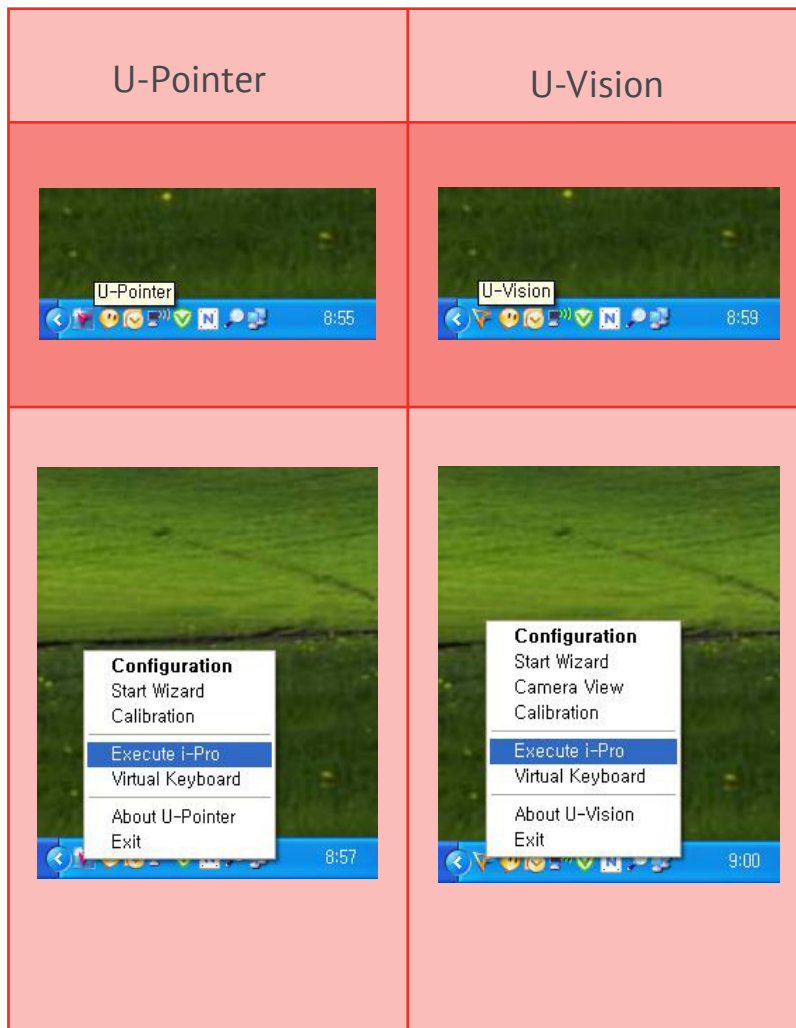 U-Pointer
U-Vision
U-Pointer
8:55
U-Vision
N
8:59
N
Configuration
Start Wizard
Calibration
Execute i-Pro
Virtual Keyboard
About U-Pointer
Exit
8:57
Configuration
Start Wizard
Camera View
Calibration
Execute i-Pro
Virtual Keyboard
About U-Vision
Exit
9:00